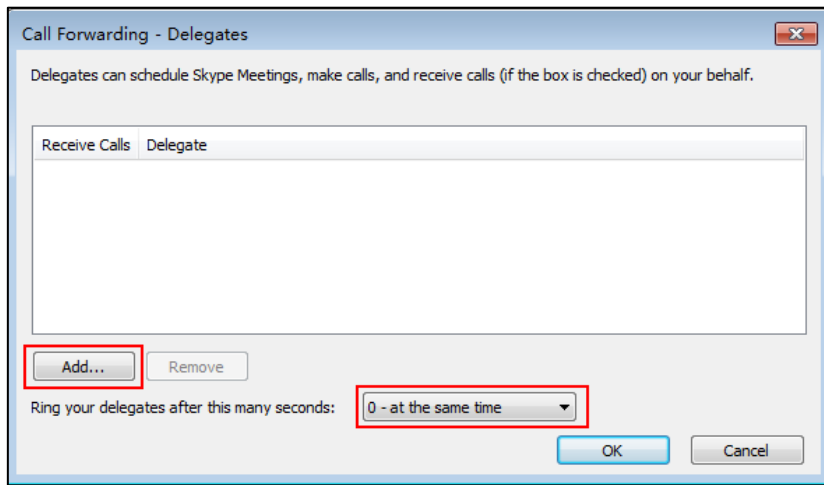 Call Forwarding - Delegates
Delegates can schedule Skype Meetings, make calls, and receive calls (if the box is checked) on your behalf.
Receive Calls Delegate
Add... Remove
Ring your delegates after this many seconds: 0 - at the same time
OK Cancel